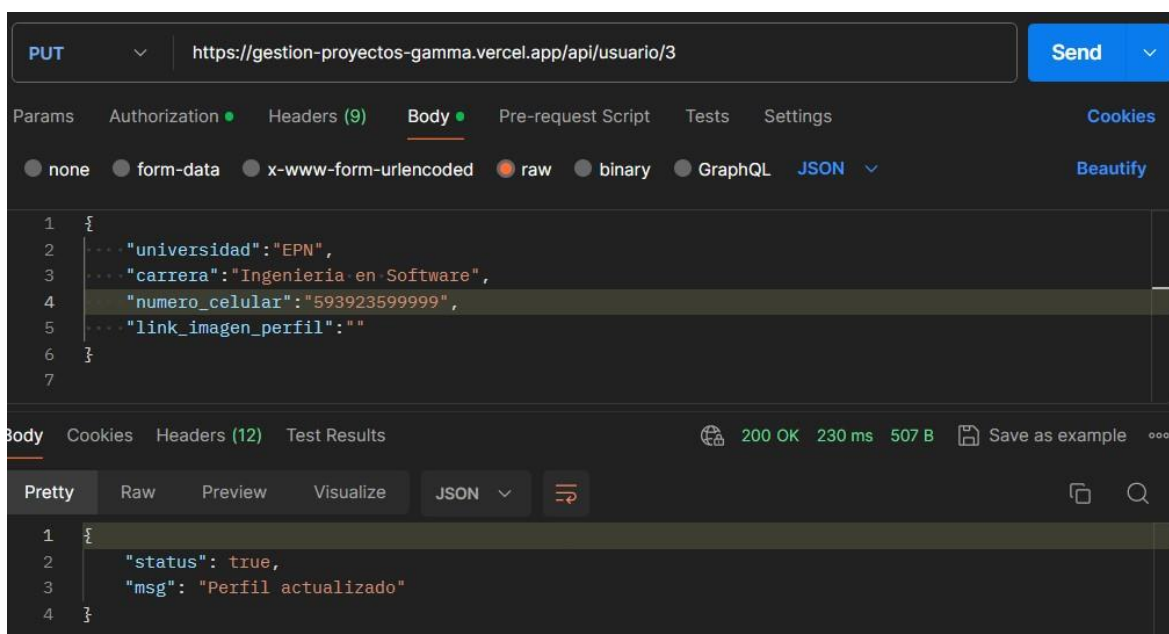 PUT https://gestion-proyectos-gamma.vercel.app/api/usuario/3 Send
Params Authorization Headers (9) Body Pre-request Script Tests Settings Cookies
none form-data x-www-form-urlencoded raw binary GraphQL JSON Beautify
1 {
2 "universidad":"EPN",
3 "carrera":"Ingenieria en Software",
4 "numero_celular":"593923599999",
5 "link_imagen_perfil":""
6 }
7
Body Cookies Headers (12) Test Results 200 OK 230 ms 507 B Save as example
Pretty Raw Preview Visualize JSON
1 {
2 "status": true,
3 "msg": "Perfil actualizado"
4 }